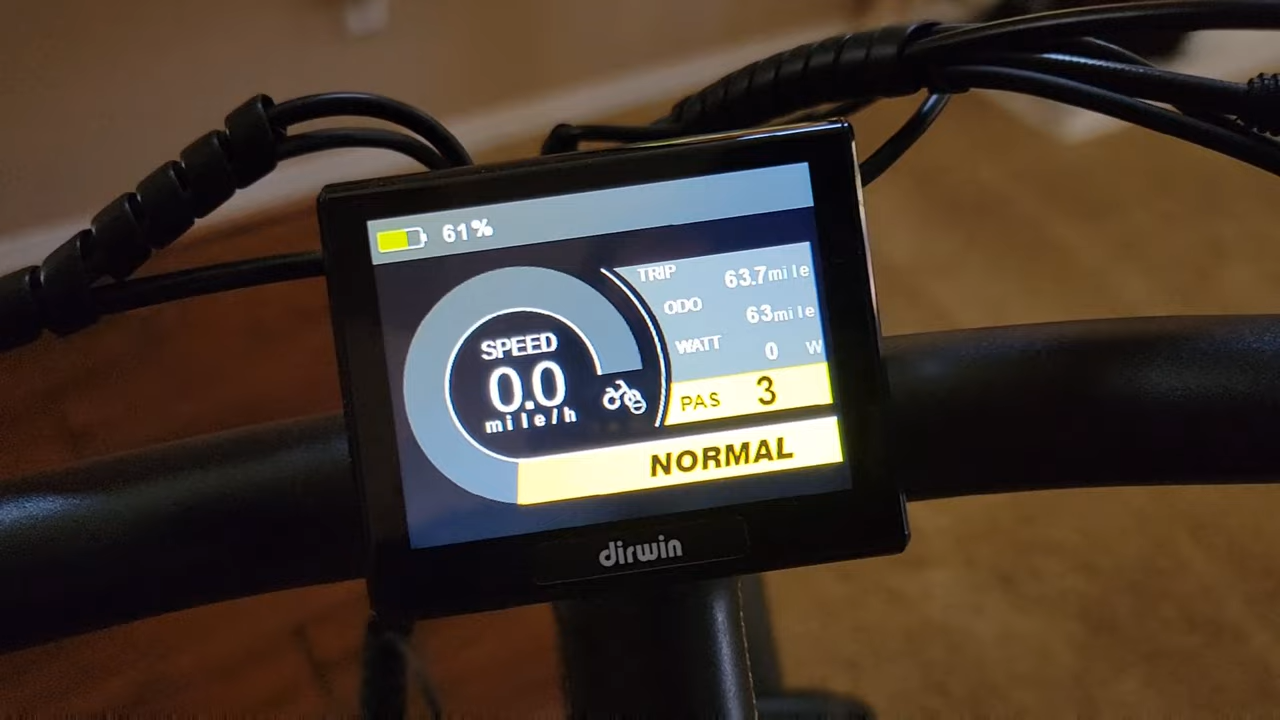 61%
TRIP 63.7mile
ODO 63mile
WATT 0 W
SPEED
0.0
mile/h
PAS 3
NORMAL
dirwin